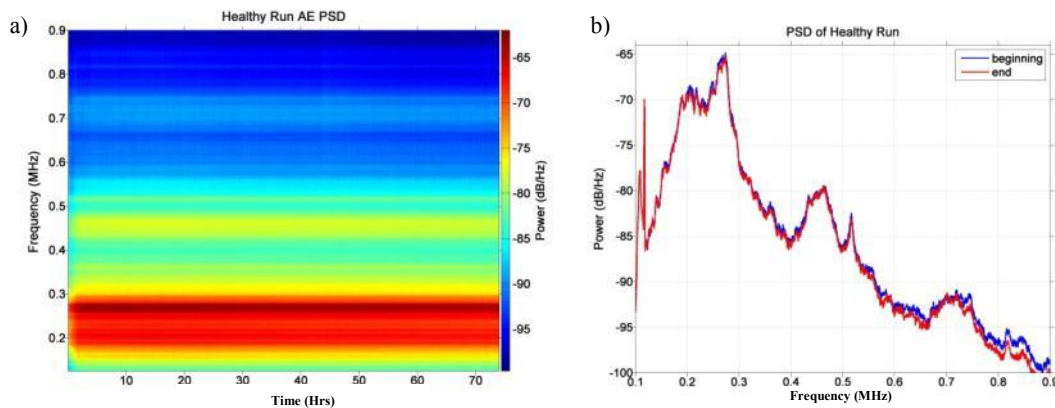 a)
Healthy Run AE PSD
Frequency (MHz)
0.9
0.8
0.7
0.6
0.5
0.4
0.3
0.2
10 20 30 40 50 60 70
Time (Hrs)
-65
-70
-75
-80
-85
-90
-95
Power (dB/Hz)
b)
PSD of Healthy Run
beginning
end
Power (dB/Hz)
-65
-70
-75
-80
-85
-90
-95
-100
0.1 0.2 0.3 0.4 0.5 0.6 0.7 0.8 0.9
Frequency (MHz)